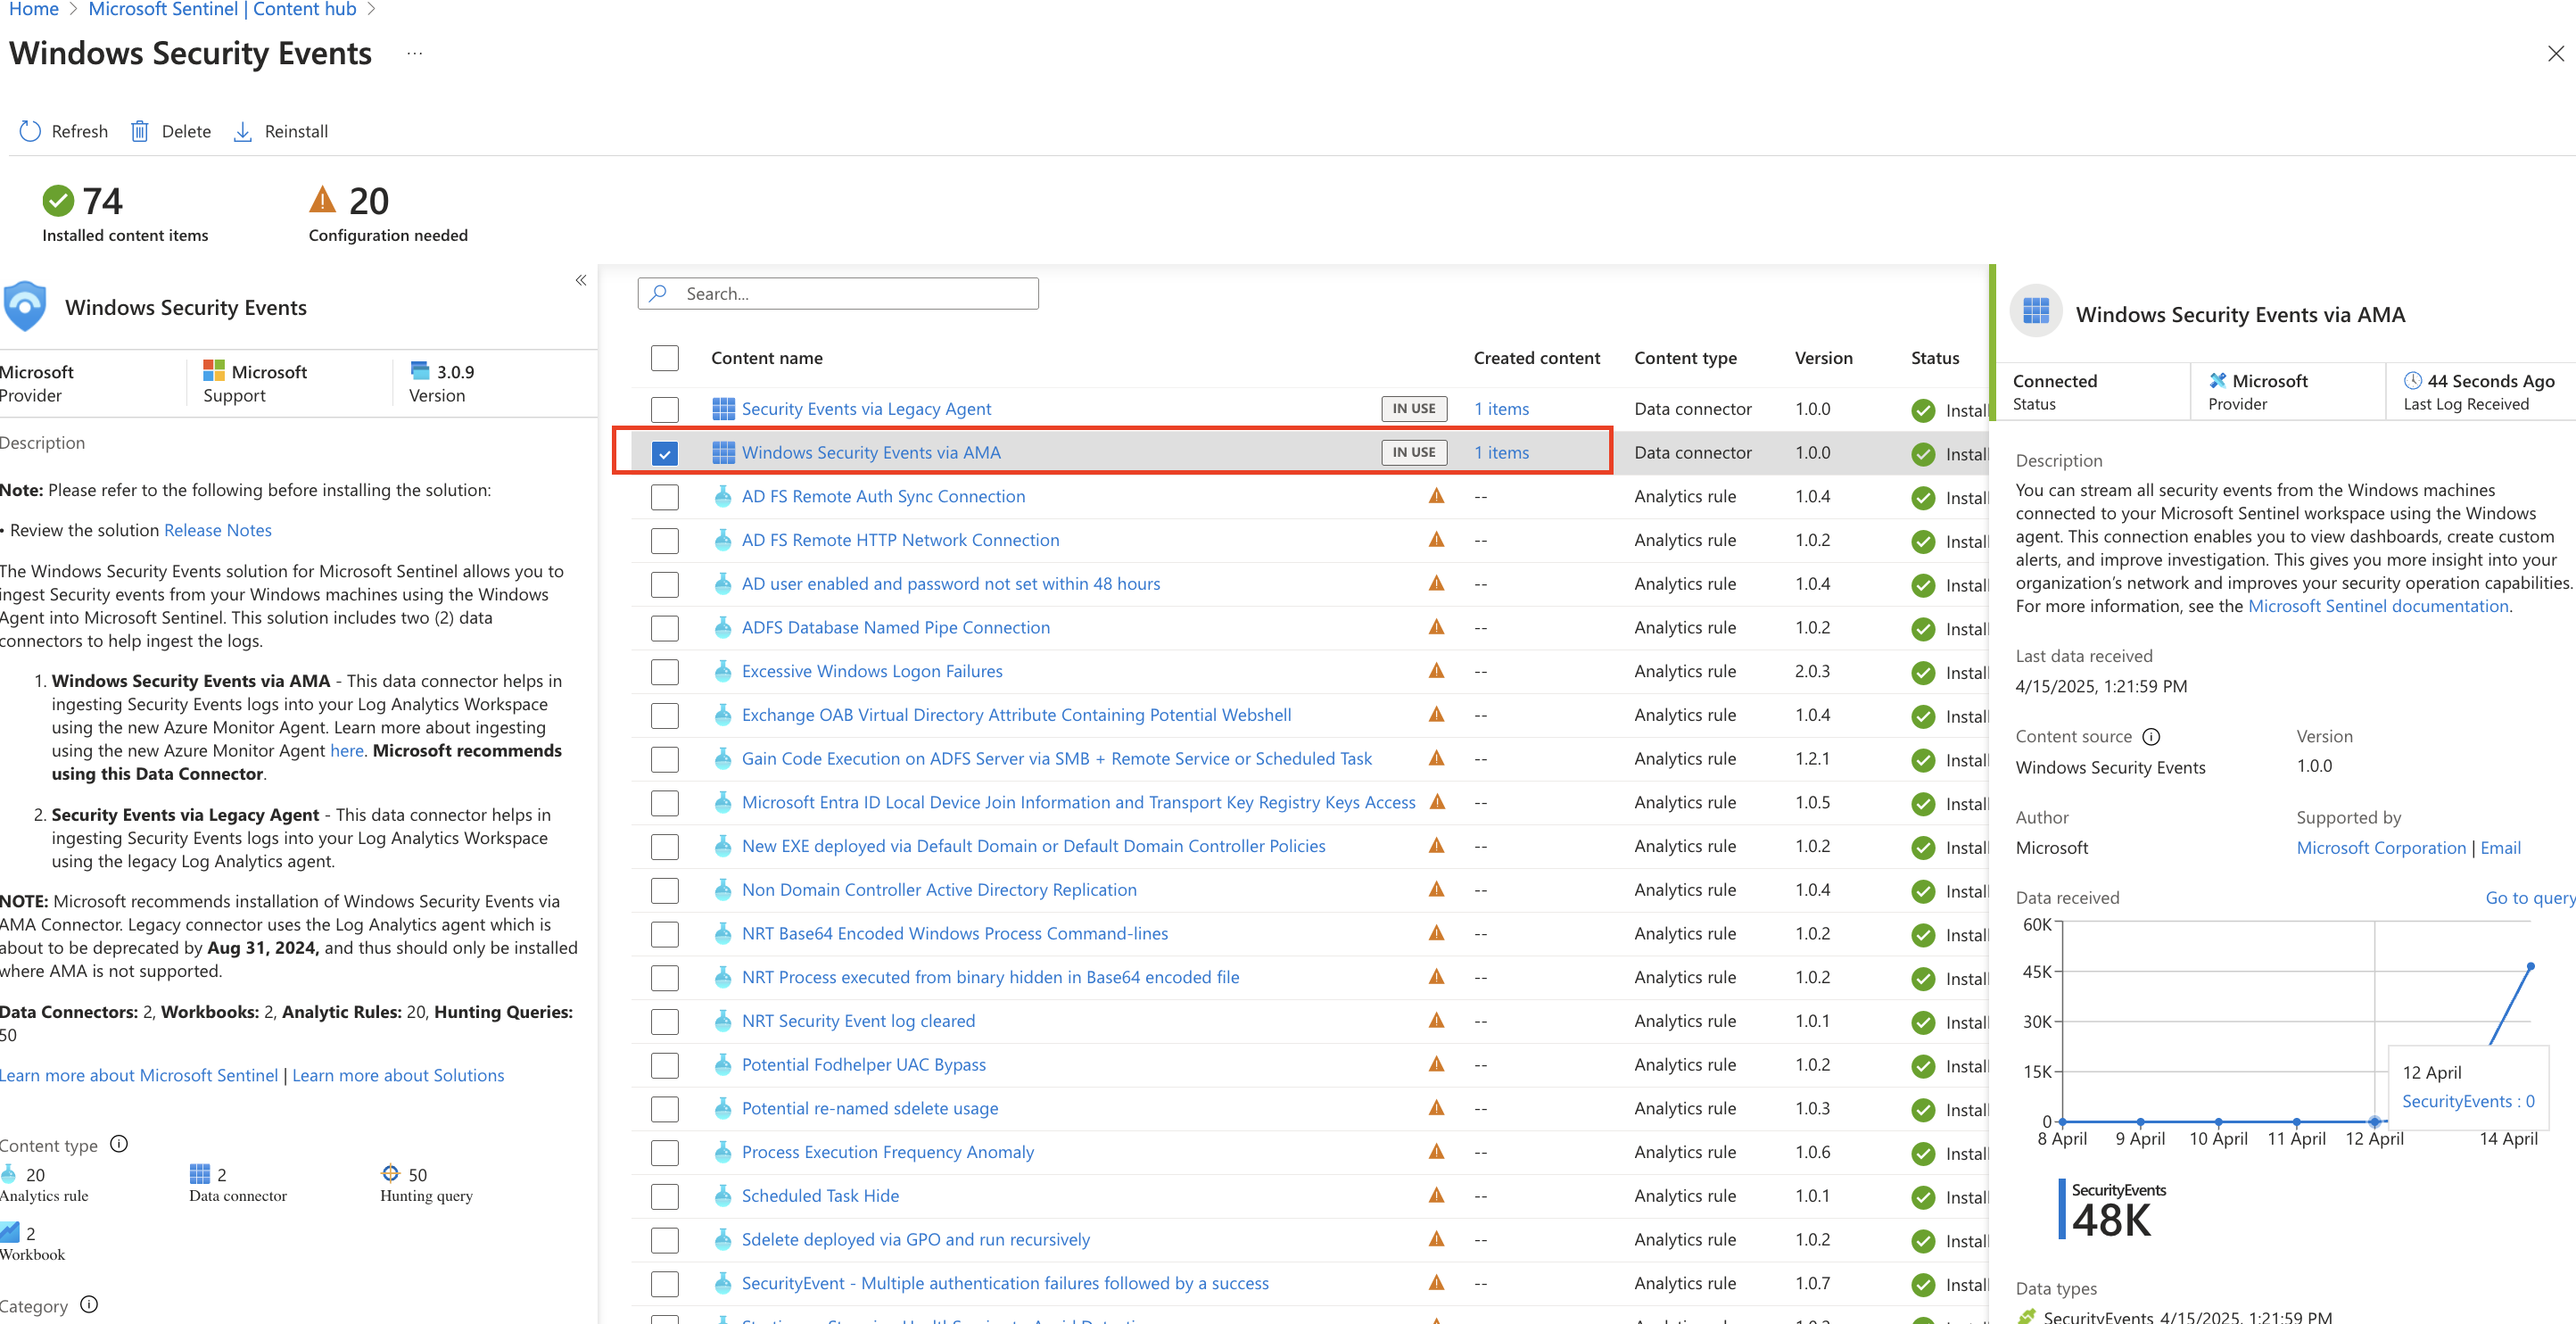 Home > Microsoft Sentinel | Content hub >
Windows Security Events ...
Refresh Delete Reinstall
74
Installed content items
20
Configuration needed
Windows Security Events
Microsoft
Provider
Microsoft
Support
3.0.9
Version
Description
Note: Please refer to the following before installing the solution:
• Review the solution Release Notes
The Windows Security Events solution for Microsoft Sentinel allows you to
ingest Security events from your Windows machines using the Windows
Agent into Microsoft Sentinel. This solution includes two (2) data
connectors to help ingest the logs.
1. Windows Security Events via AMA - This data connector helps in
ingesting Security Events logs into your Log Analytics Workspace
using the new Azure Monitor Agent. Learn more about ingesting
using the new Azure Monitor Agent here. Microsoft recommends
using this Data Connector.
2. Security Events via Legacy Agent - This data connector helps in
ingesting Security Events logs into your Log Analytics Workspace
using the legacy Log Analytics agent.
NOTE: Microsoft recommends installation of Windows Security Events via
AMA Connector. Legacy connector uses the Log Analytics agent which is
about to be deprecated by Aug 31, 2024, and thus should only be installed
where AMA is not supported.
Data Connectors: 2, Workbooks: 2, Analytic Rules: 20, Hunting Queries:
50
Learn more about Microsoft Sentinel | Learn more about Solutions
Content type
20
Analytics rule
2
Data connector
50
Hunting query
2
Workbook
Category
Search...
Content name Created content Content type Version Status
Security Events via Legacy Agent IN USE 1 items Data connector 1.0.0 Install
Windows Security Events via AMA IN USE 1 items Data connector 1.0.0 Install
AD FS Remote Auth Sync Connection -- Analytics rule 1.0.4 Install
AD FS Remote HTTP Network Connection -- Analytics rule 1.0.2 Install
AD user enabled and password not set within 48 hours -- Analytics rule 1.0.4 Install
ADFS Database Named Pipe Connection -- Analytics rule 1.0.2 Install
Excessive Windows Logon Failures -- Analytics rule 2.0.3 Install
Exchange OAB Virtual Directory Attribute Containing Potential Webshell -- Analytics rule 1.0.4 Install
Gain Code Execution on ADFS Server via SMB + Remote Service or Scheduled Task -- Analytics rule 1.2.1 Install
Microsoft Entra ID Local Device Join Information and Transport Key Registry Keys Access -- Analytics rule 1.0.5 Install
New EXE deployed via Default Domain or Default Domain Controller Policies -- Analytics rule 1.0.2 Install
Non Domain Controller Active Directory Replication -- Analytics rule 1.0.4 Install
NRT Base64 Encoded Windows Process Command-lines -- Analytics rule 1.0.2 Install
NRT Process executed from binary hidden in Base64 encoded file -- Analytics rule 1.0.2 Install
NRT Security Event log cleared -- Analytics rule 1.0.1 Install
Potential Fodhelper UAC Bypass -- Analytics rule 1.0.2 Install
Potential re-named sdelete usage -- Analytics rule 1.0.3 Install
Process Execution Frequency Anomaly -- Analytics rule 1.0.6 Install
Scheduled Task Hide -- Analytics rule 1.0.1 Install
Sdelete deployed via GPO and run recursively -- Analytics rule 1.0.2 Install
SecurityEvent - Multiple authentication failures followed by a success -- Analytics rule 1.0.7 Install
Windows Security Events via AMA
Connected
Status
Microsoft
Provider
44 Seconds Ago
Last Log Received
Description
You can stream all security events from the Windows machines
connected to your Microsoft Sentinel workspace using the Windows
agent. This connection enables you to view dashboards, create custom
alerts, and improve investigation. This gives you more insight into your
organization's network and improves your security operation capabilities.
For more information, see the Microsoft Sentinel documentation.
Last data received
4/15/2025, 1:21:59 PM
Content source
Windows Security Events
Version
1.0.0
Author
Microsoft
Supported by
Microsoft Corporation | Email
Data received Go to query
60K
45K
30K
15K
0
8 April 9 April 10 April 11 April 12 April 14 April
12 April
SecurityEvents : 0
SecurityEvents
48K
Data types
SecurityEvents 4/15/2025, 1:21:59 PM